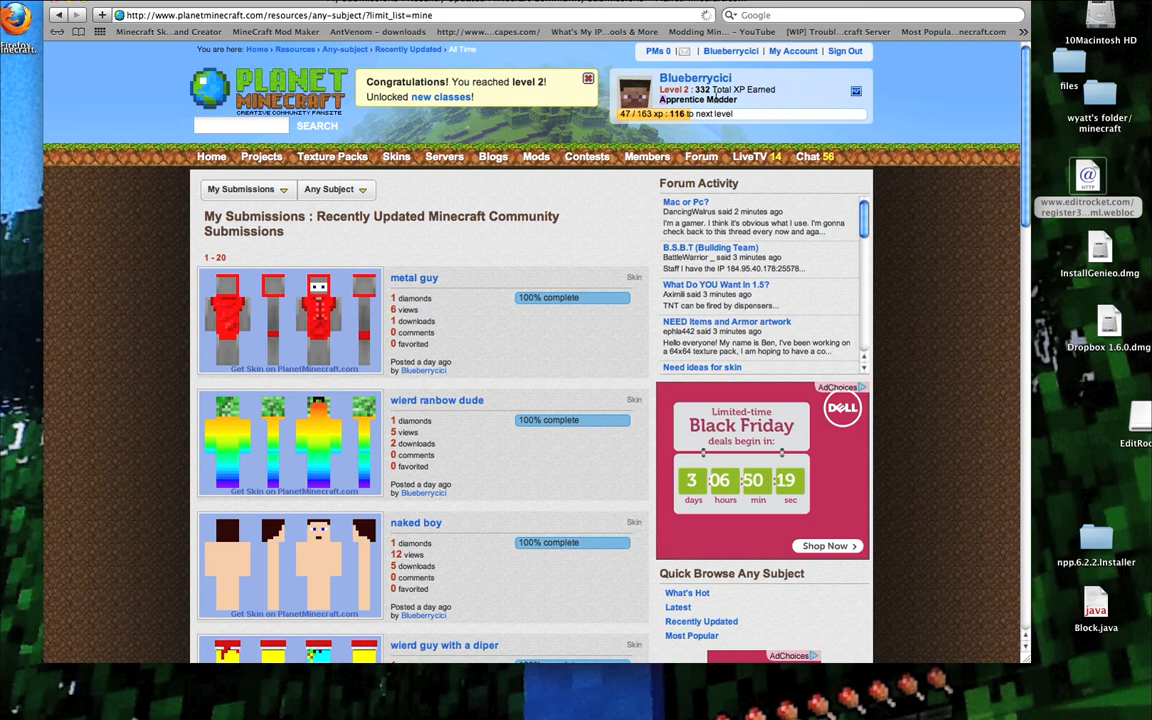 http://www.planetminecraft.com/resources/any-subject/?limit_list=mine
Google
Minecraft Sk...and Creator
MineCraft Mod Maker
AntVenom - downloads
http://www....capes.com/
What's My IP...ools & More
Modding Min... - YouTube
[WIP] Troubl...craft Server
Most Popula...necraft.com
You are here: Home › Resources › Any-subject › Recently Updated › All Time
PMs 0 | Blueberrycici | My Account | Sign Out
PLANET
MINECRAFT
CREATIVE COMMUNITY FANSITE
SEARCH
Congratulations! You reached level 2!
Unlocked new classes!
Blueberrycici
Level 2 : 332 Total XP Earned
Apprentice Madder
47 / 163 xp : 116 to next level
Home Projects Texture Packs Skins Servers Blogs Mods Contests Members Forum LiveTV 14 Chat 56
My Submissions
Any Subject
My Submissions : Recently Updated Minecraft Community
Submissions
1 - 20
Get Skin on PlanetMinecraft.com
metal guy
Skin
1 diamonds
100% complete
6 views
1 downloads
0 comments
0 favorited
Posted a day ago
by Blueberrycici
Get Skin on PlanetMinecraft.com
wierd ranbow dude
Skin
1 diamonds
100% complete
5 views
2 downloads
0 comments
0 favorited
Posted a day ago
by Blueberrycici
Get Skin on PlanetMinecraft.com
naked boy
Skin
1 diamonds
100% complete
12 views
5 downloads
0 comments
0 favorited
Posted a day ago
by Blueberrycici
wierd guy with a diper
Skin
Forum Activity
Mac or Pc?
DancingWalrus said 2 minutes ago
I'm a gamer. I think it's obvious what I use. I'm gonna
check back to this thread every now and aga...
B.S.B.T (Building Team)
BattleWarrior _ said 3 minutes ago
Staff I have the IP 184.95.40.178:25578...
What Do YOU Want in 1.5?
Aximili said 3 minutes ago
TNT can be fired by dispensers...
NEED Items and Armor artwork
ephla442 said 3 minutes ago
Hello everyone! My name is Ben, I've been working on
a 64x64 texture pack, I am hoping to have a co...
Need ideas for skin
AdChoices
DELL
Limited-time
Black Friday
deals begin in:
3 :06 :50 :19
days hours min sec
Shop Now
Quick Browse Any Subject
What's Hot
Latest
Recently Updated
Most Popular
AdChoices
10Macintosh HD
files
wyatt's folder/
minecraft
@
HTTP
www.editrocket.com/
register3...ml.webloc
InstallGenieo.dmg
Dropbox 1.6.0.dmg
EditRoc
npp.6.2.2.Installer
java
Block.java